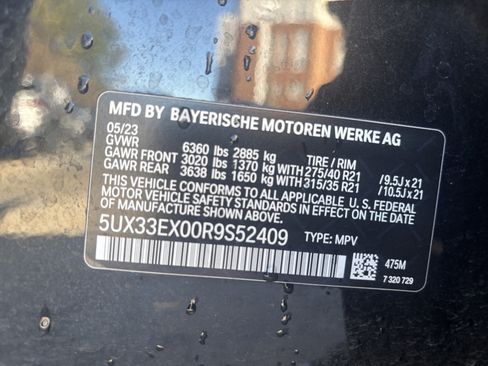 MFD BY BAYERISCHE MOTOREN WERKE AG
05/23
GVWR 6360 lbs 2885 kg TIRE / RIM
GAWR FRONT 3020 lbs 1370 kg 275/40 R21 /9.5J x 21
GAWR REAR 3638 lbs 1650 kg 315/35 R21 /10.5J x 21
THIS VEHICLE CONFORMS TO ALL APPLICABLE U.S. FEDERAL
MOTOR VEHICLE SAFETY STANDARDS IN EFFECT ON THE DATE
OF MANUFACTURE SHOWN ABOVE.
5UX33EX00R9S52409 TYPE: MPV
475M
7 320 729